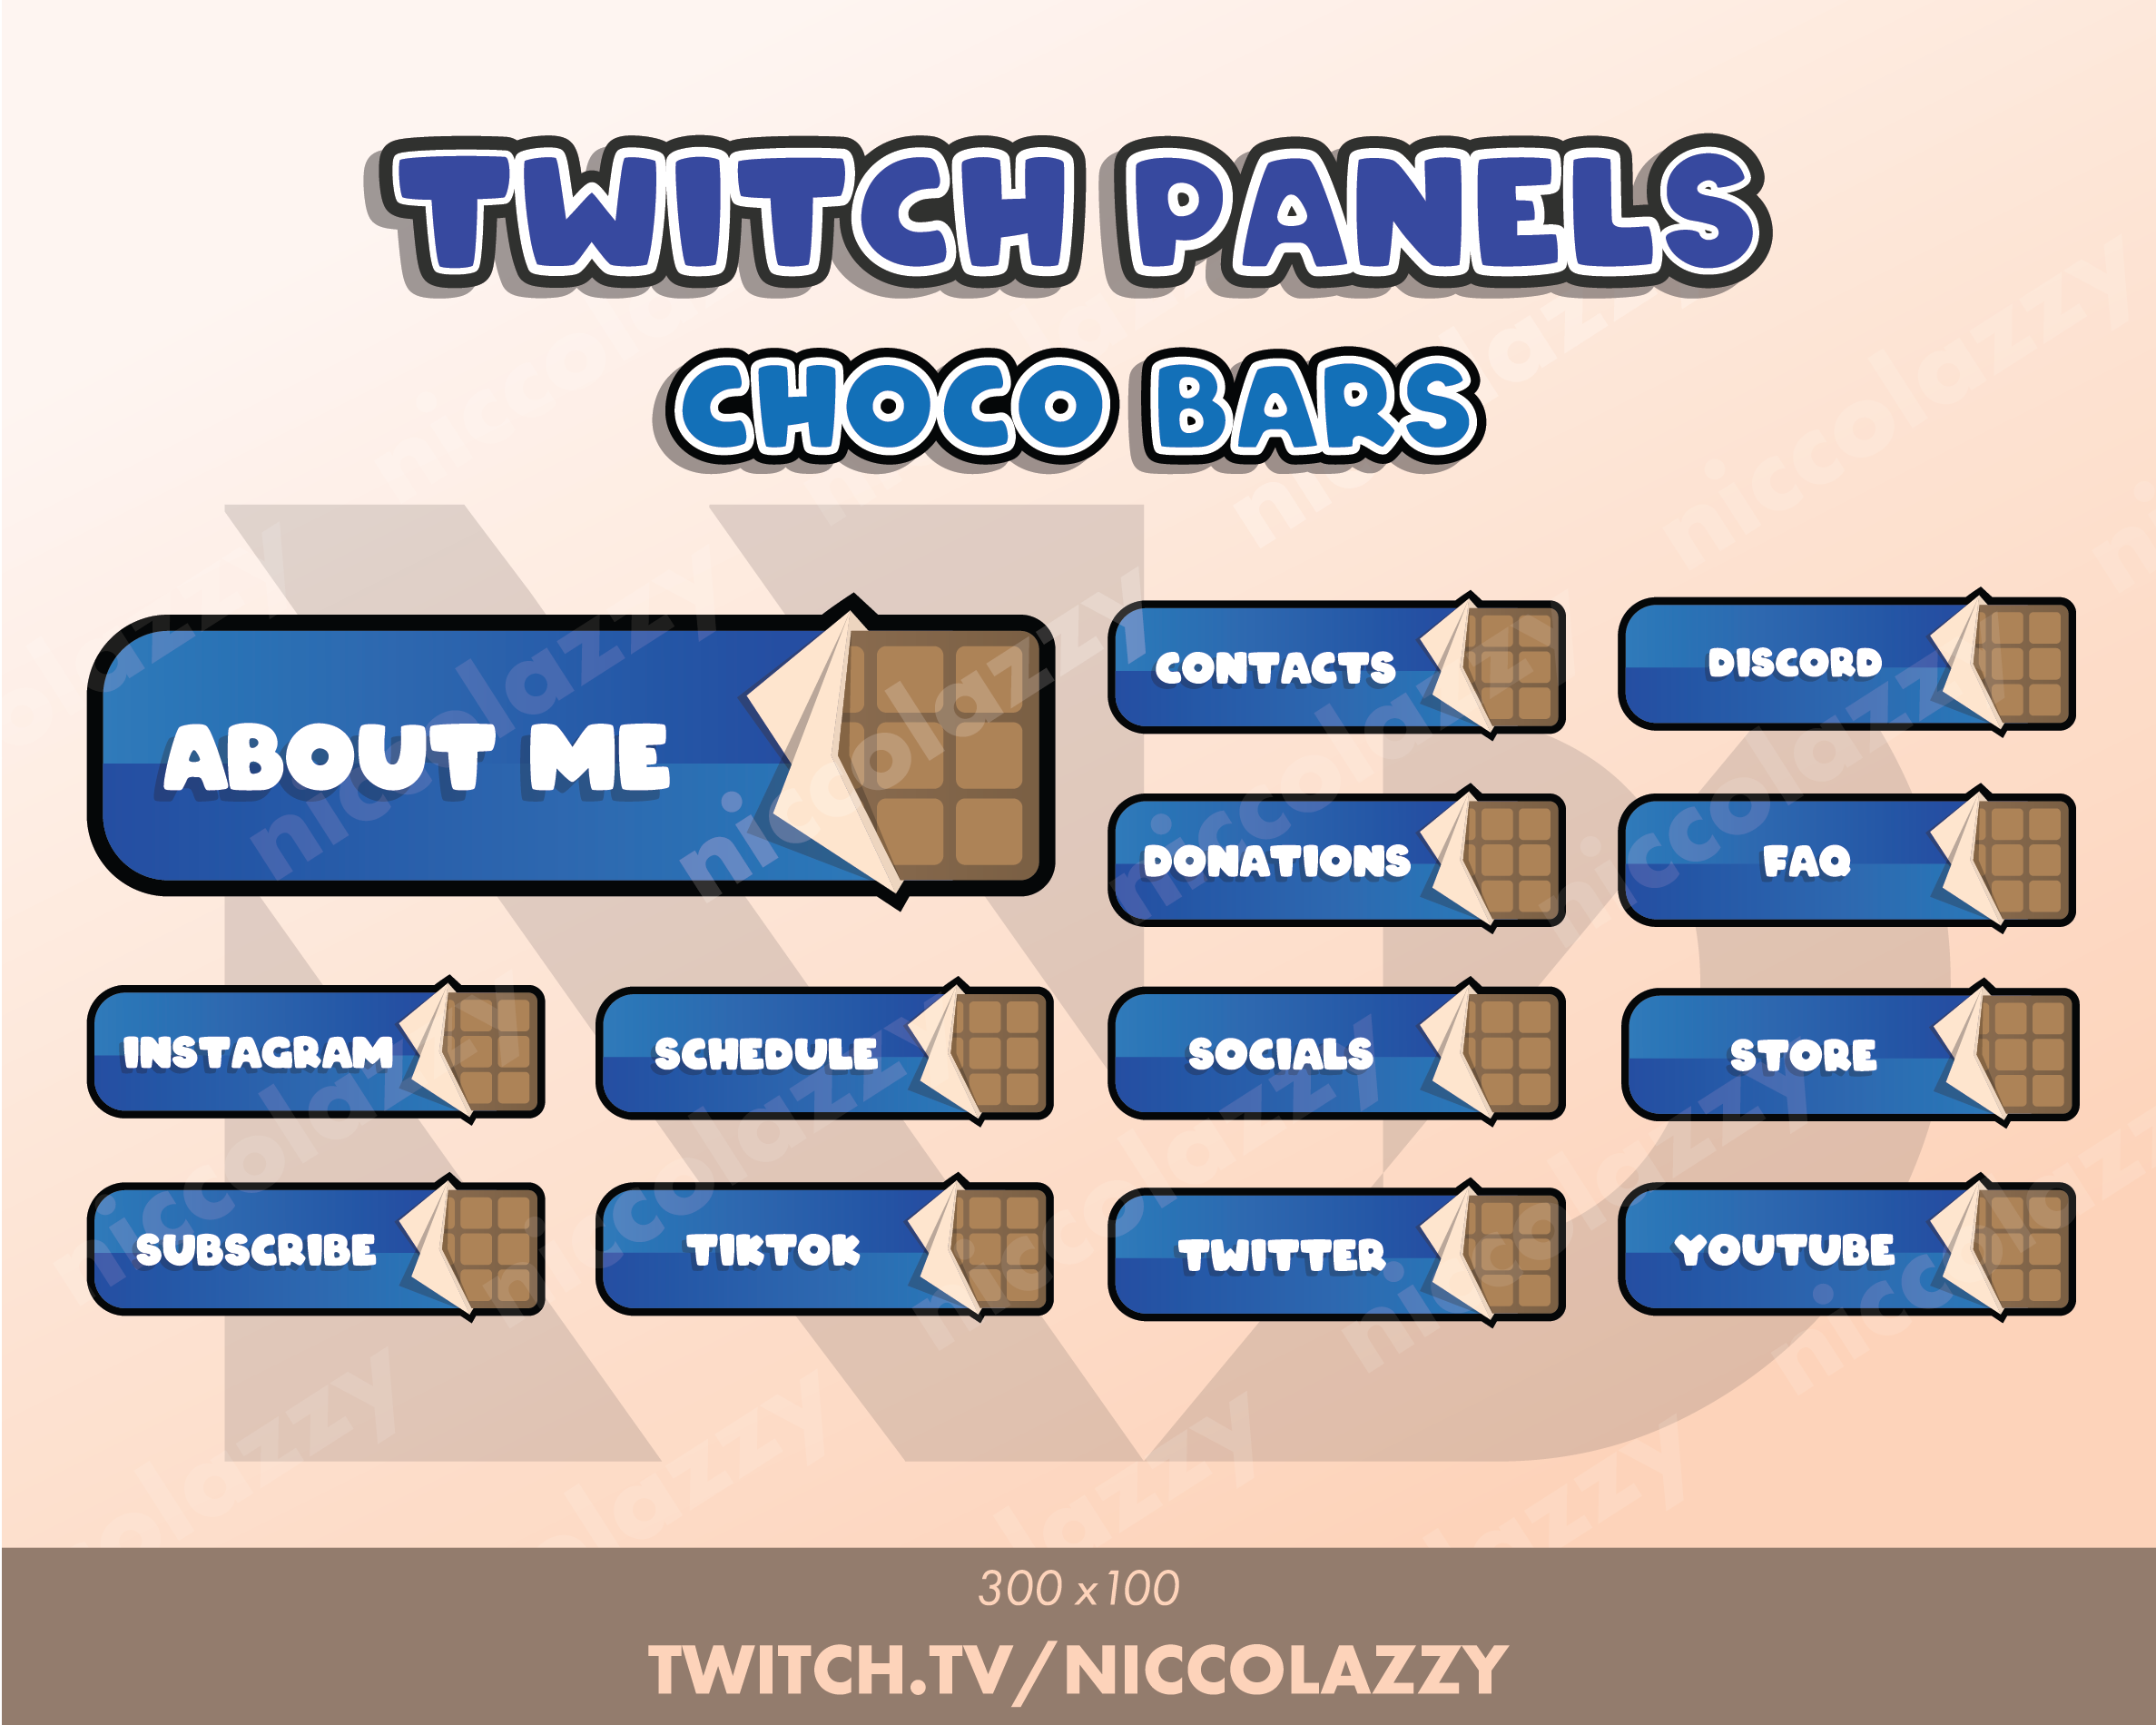 TWITCH PANELS
CHOCO BARS
ABOUT ME
CONTACTS
DISCORD
DONATIONS
FAQ
INSTAGRAM
SCHEDULE
SOCIALS
STORE
SUBSCRIBE
TIKTOK
TWITTER
YOUTUBE
niccolazzy
300 x100
TWITCH.TV/NICCOLAZZY